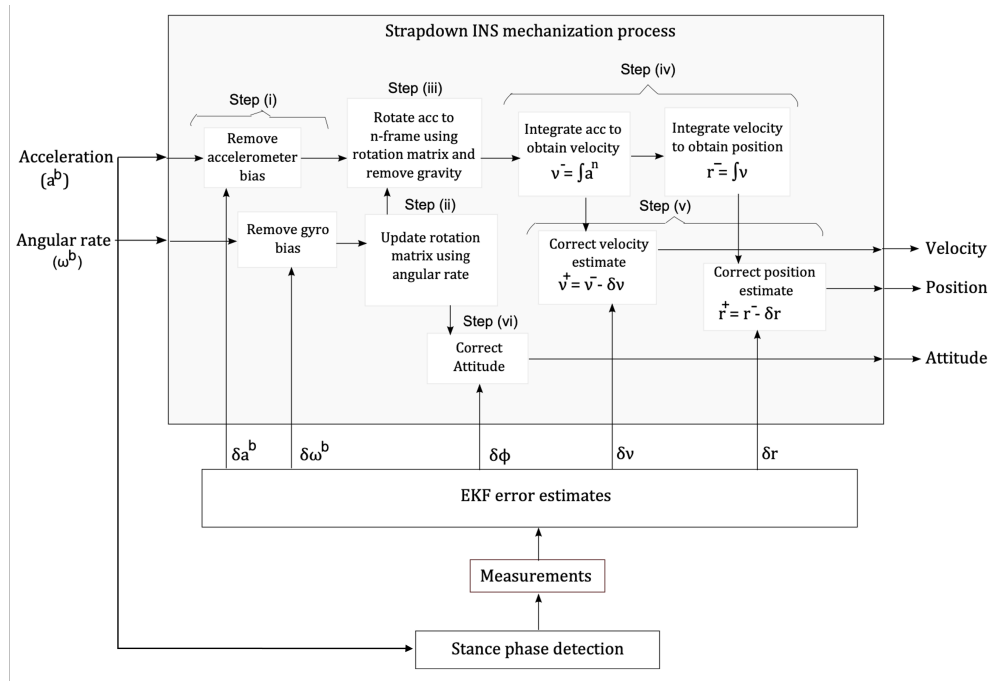 Strapdown INS mechanization process
Step (iv)
Step (iii)
Step (i)
Rotate acc to
n-frame using
rotation matrix and
remove gravity
Integrate acc to
obtain velocity
v⁻ = ∫aⁿ
Integrate velocity
to obtain position
r⁻ = ∫v
Remove
accelerometer
bias
Acceleration
(aᵇ)
Step (ii)
Step (v)
Angular rate
(ωᵇ)
Remove gyro
bias
Update rotation
matrix using
angular rate
Correct velocity
estimate
v⁺ = v⁻ - δv
Velocity
Correct position
estimate
r⁺ = r⁻ - δr
Position
Step (vi)
Correct
Attitude
Attitude
δaᵇ
δωᵇ
δϕ
δv
δr
EKF error estimates
Measurements
Stance phase detection